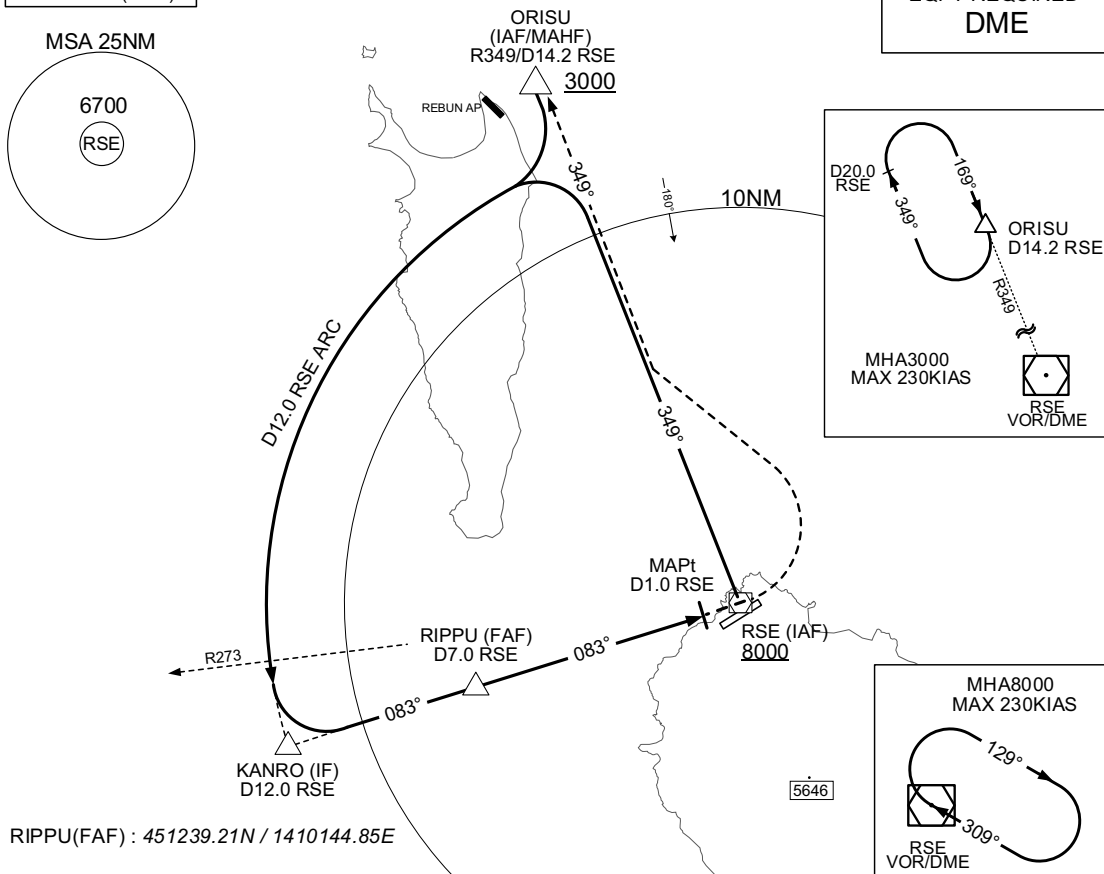 MSA 25NM
6700
RSE
ORISU
(IAF/MAHF)
R349/D14.2 RSE
3000
REBUN AP
DME
D20.0
RSE
169°
349°
ORISU
D14.2 RSE
R349
MHA3000
MAX 230KIAS
RSE
VOR/DME
349°
180°
10NM
D12.0 RSE ARC
349°
MAPt
D1.0 RSE
RSE (IAF)
8000
RIPPU (FAF)
D7.0 RSE
R273
083°
083°
KANRO (IF)
D12.0 RSE
5646
MHA8000
MAX 230KIAS
129°
309°
RSE
VOR/DME
RIPPU(FAF) : 451239.21N / 1410144.85E